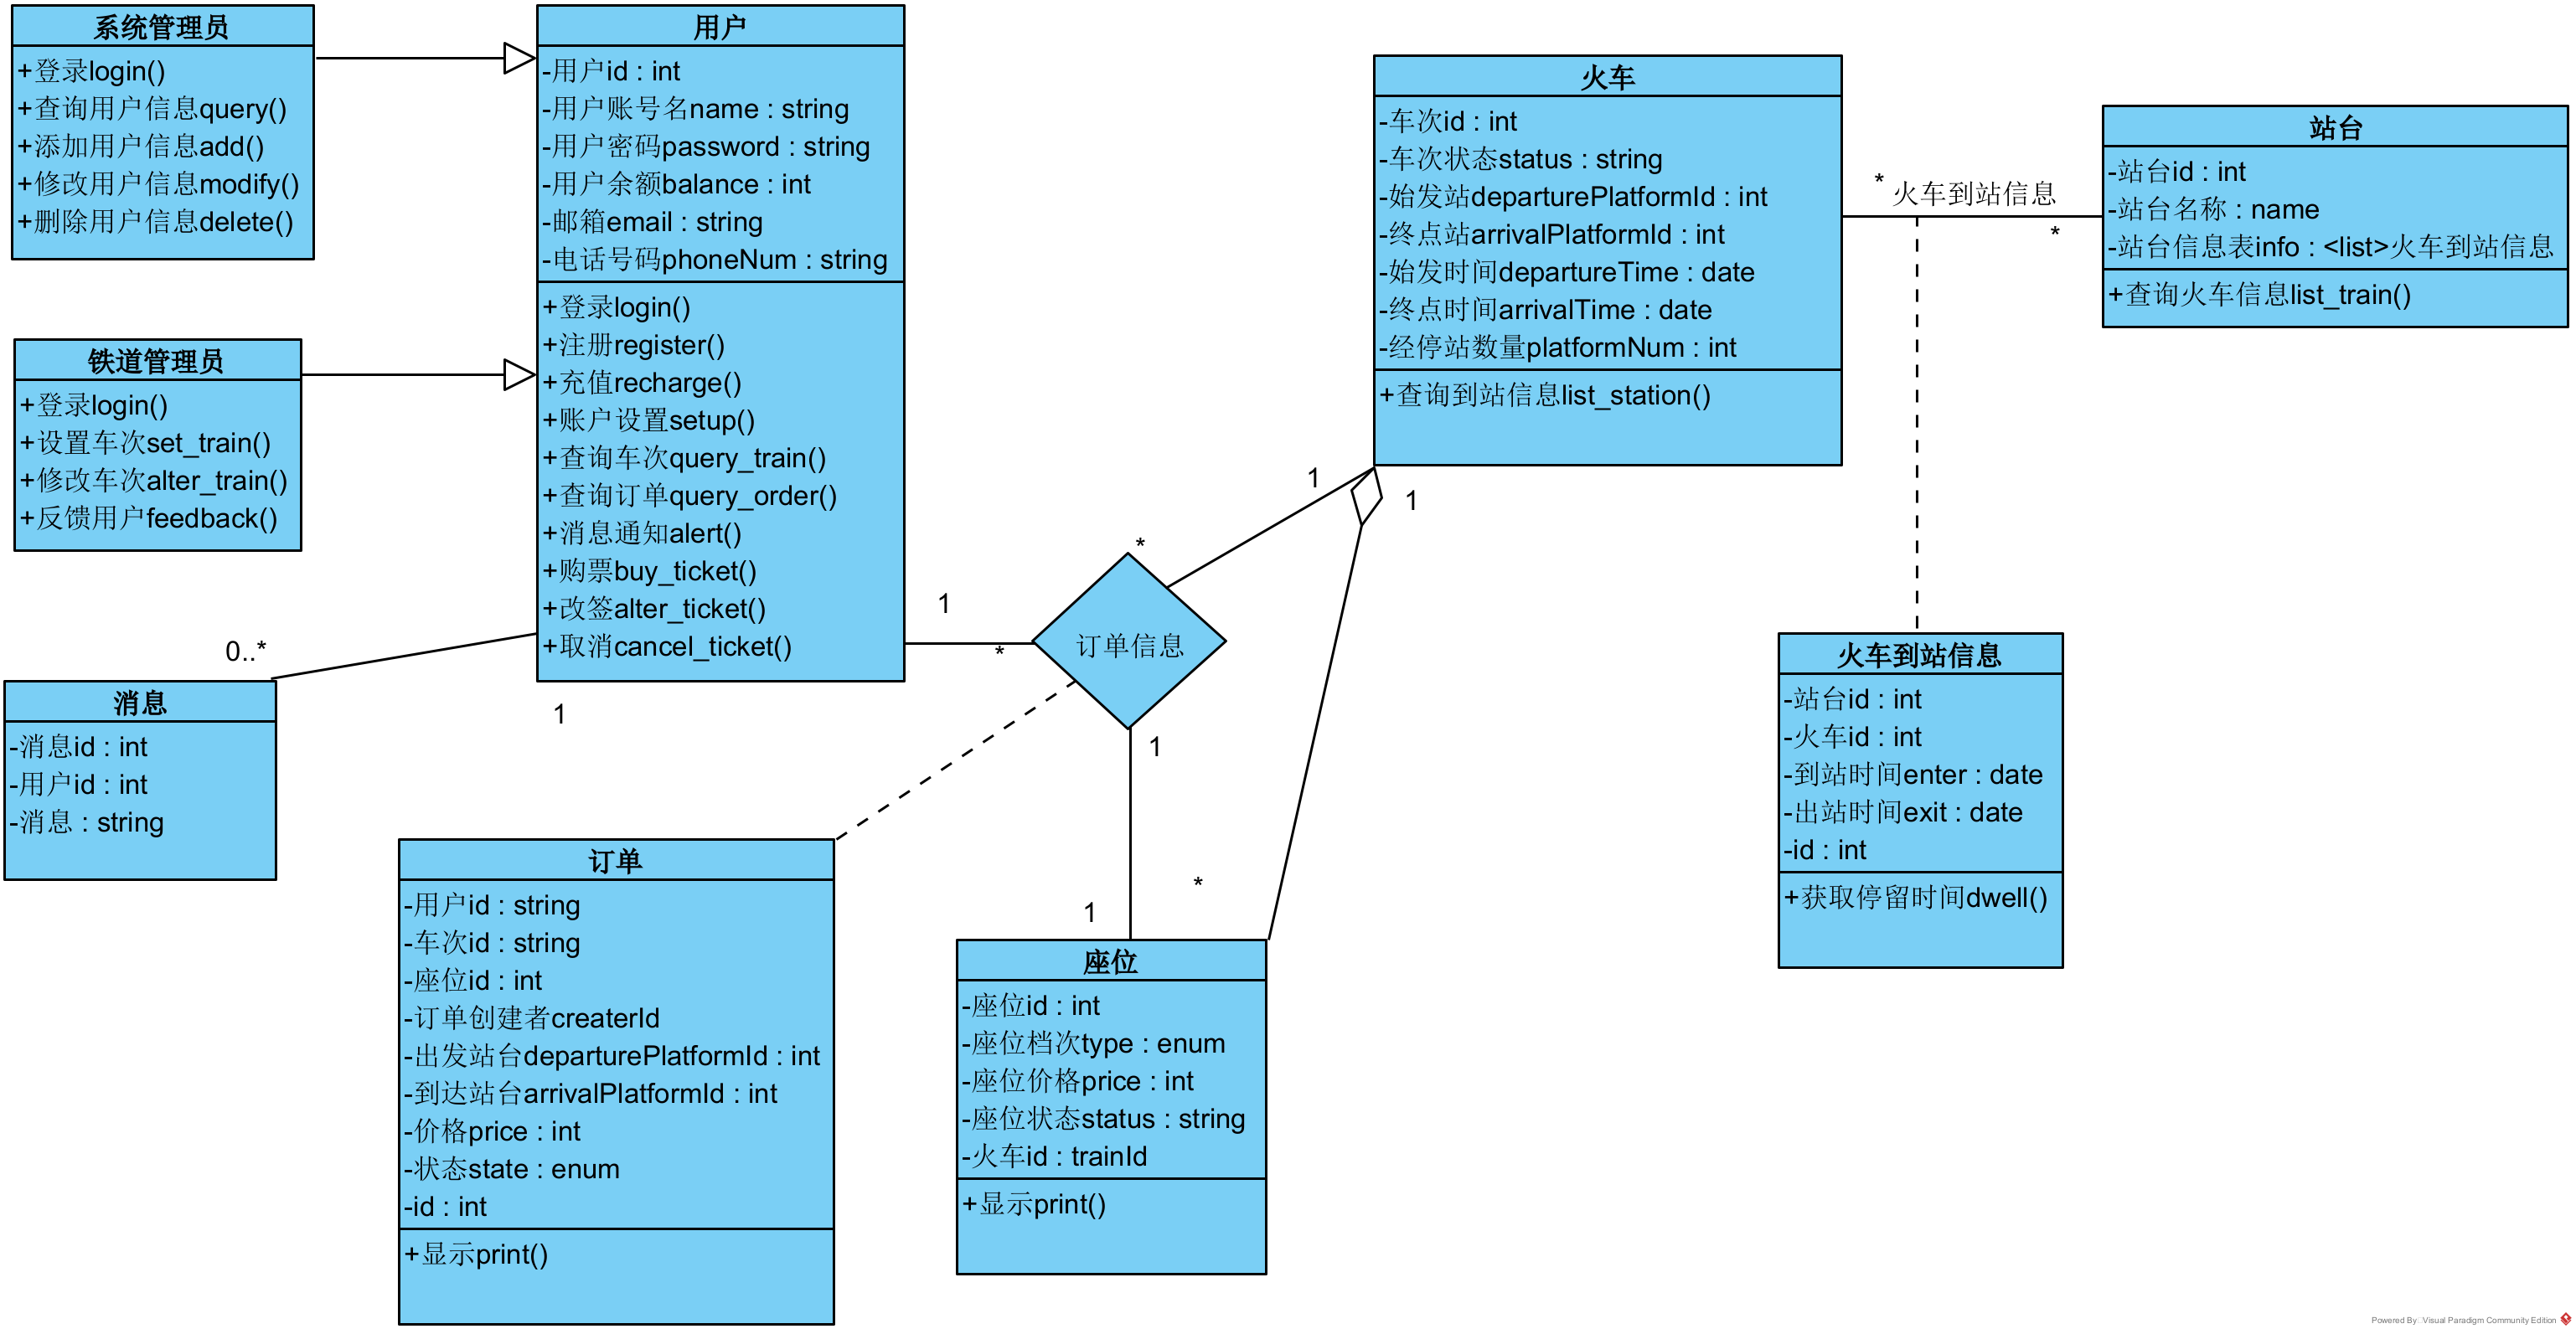 系统管理员
+登录login()
+查询用户信息query()
+添加用户信息add()
+修改用户信息modify()
+删除用户信息delete()
铁道管理员
+登录login()
+设置车次set_train()
+修改车次alter_train()
+反馈用户feedback()
用户
-用户id : int
-用户账号名name : string
-用户密码password : string
-用户余额balance : int
-邮箱email : string
-电话号码phoneNum : string
+登录login()
+注册register()
+充值recharge()
+账户设置setup()
+查询车次query_train()
+查询订单query_order()
+消息通知alert()
+购票buy_ticket()
+改签alter_ticket()
+取消cancel_ticket()
0..*
1
消息
-消息id : int
-用户id : int
-消息 : string
火车
-车次id : int
-车次状态status : string
-始发站departurePlatformId : int
-终点站arrivalPlatformId : int
-始发时间departureTime : date
-终点时间arrivalTime : date
-经停站数量platformNum : int
+查询到站信息list_station()
* 火车到站信息
*
站台
-站台id : int
-站台名称 : name
-站台信息表info : <list>火车到站信息
+查询火车信息list_train()
1
1
*
1
*
订单信息
1
1
*
订单
-用户id : string
-车次id : string
-座位id : int
-订单创建者createrId
-出发站台departurePlatformId : int
-到达站台arrivalPlatformId : int
-价格price : int
-状态state : enum
-id : int
+显示print()
座位
-座位id : int
-座位档次type : enum
-座位价格price : int
-座位状态status : string
-火车id : trainId
+显示print()
火车到站信息
-站台id : int
-火车id : int
-到站时间enter : date
-出站时间exit : date
-id : int
+获取停留时间dwell()
Powered By Visual Paradigm Community Edition